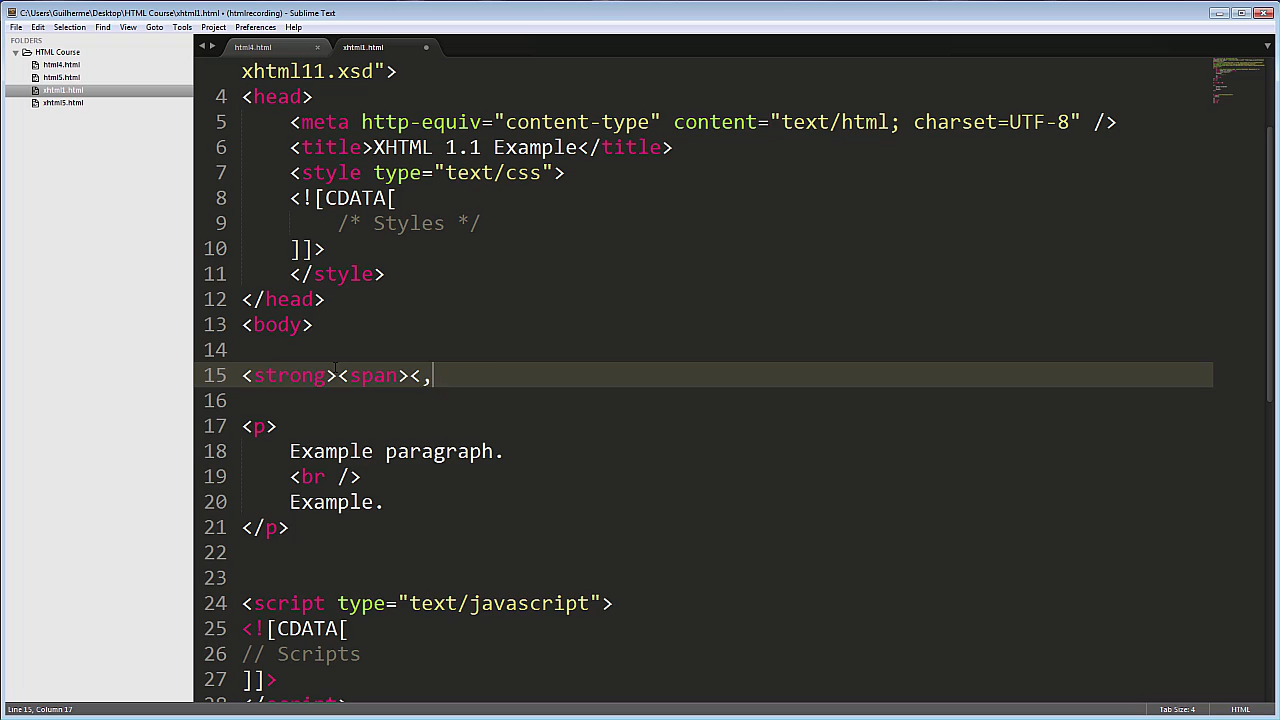 C:\Users\Guilherme\Desktop\HTML Course\xhtml1.html • (htmlrecording) - Sublime Text
File Edit Selection Find View Goto Tools Project Preferences Help
FOLDERS
HTML Course
html4.html
html5.html
xhtml1.html
xhtml5.html
html4.html × xhtml1.html
xhtml11.xsd">
4 <head>
5 <meta http-equiv="content-type" content="text/html; charset=UTF-8" />
6 <title>XHTML 1.1 Example</title>
7 <style type="text/css">
8 <![CDATA[
9 /* Styles */
10 ]]>
11 </style>
12 </head>
13 <body>
14
15 <strong><span><,
16
17 <p>
18 Example paragraph.
19 <br />
20 Example.
21 </p>
22
23
24 <script type="text/javascript">
25 <![CDATA[
26 // Scripts
27 ]]>
28 </script>
Line 15, Column 17
Tab Size: 4 HTML